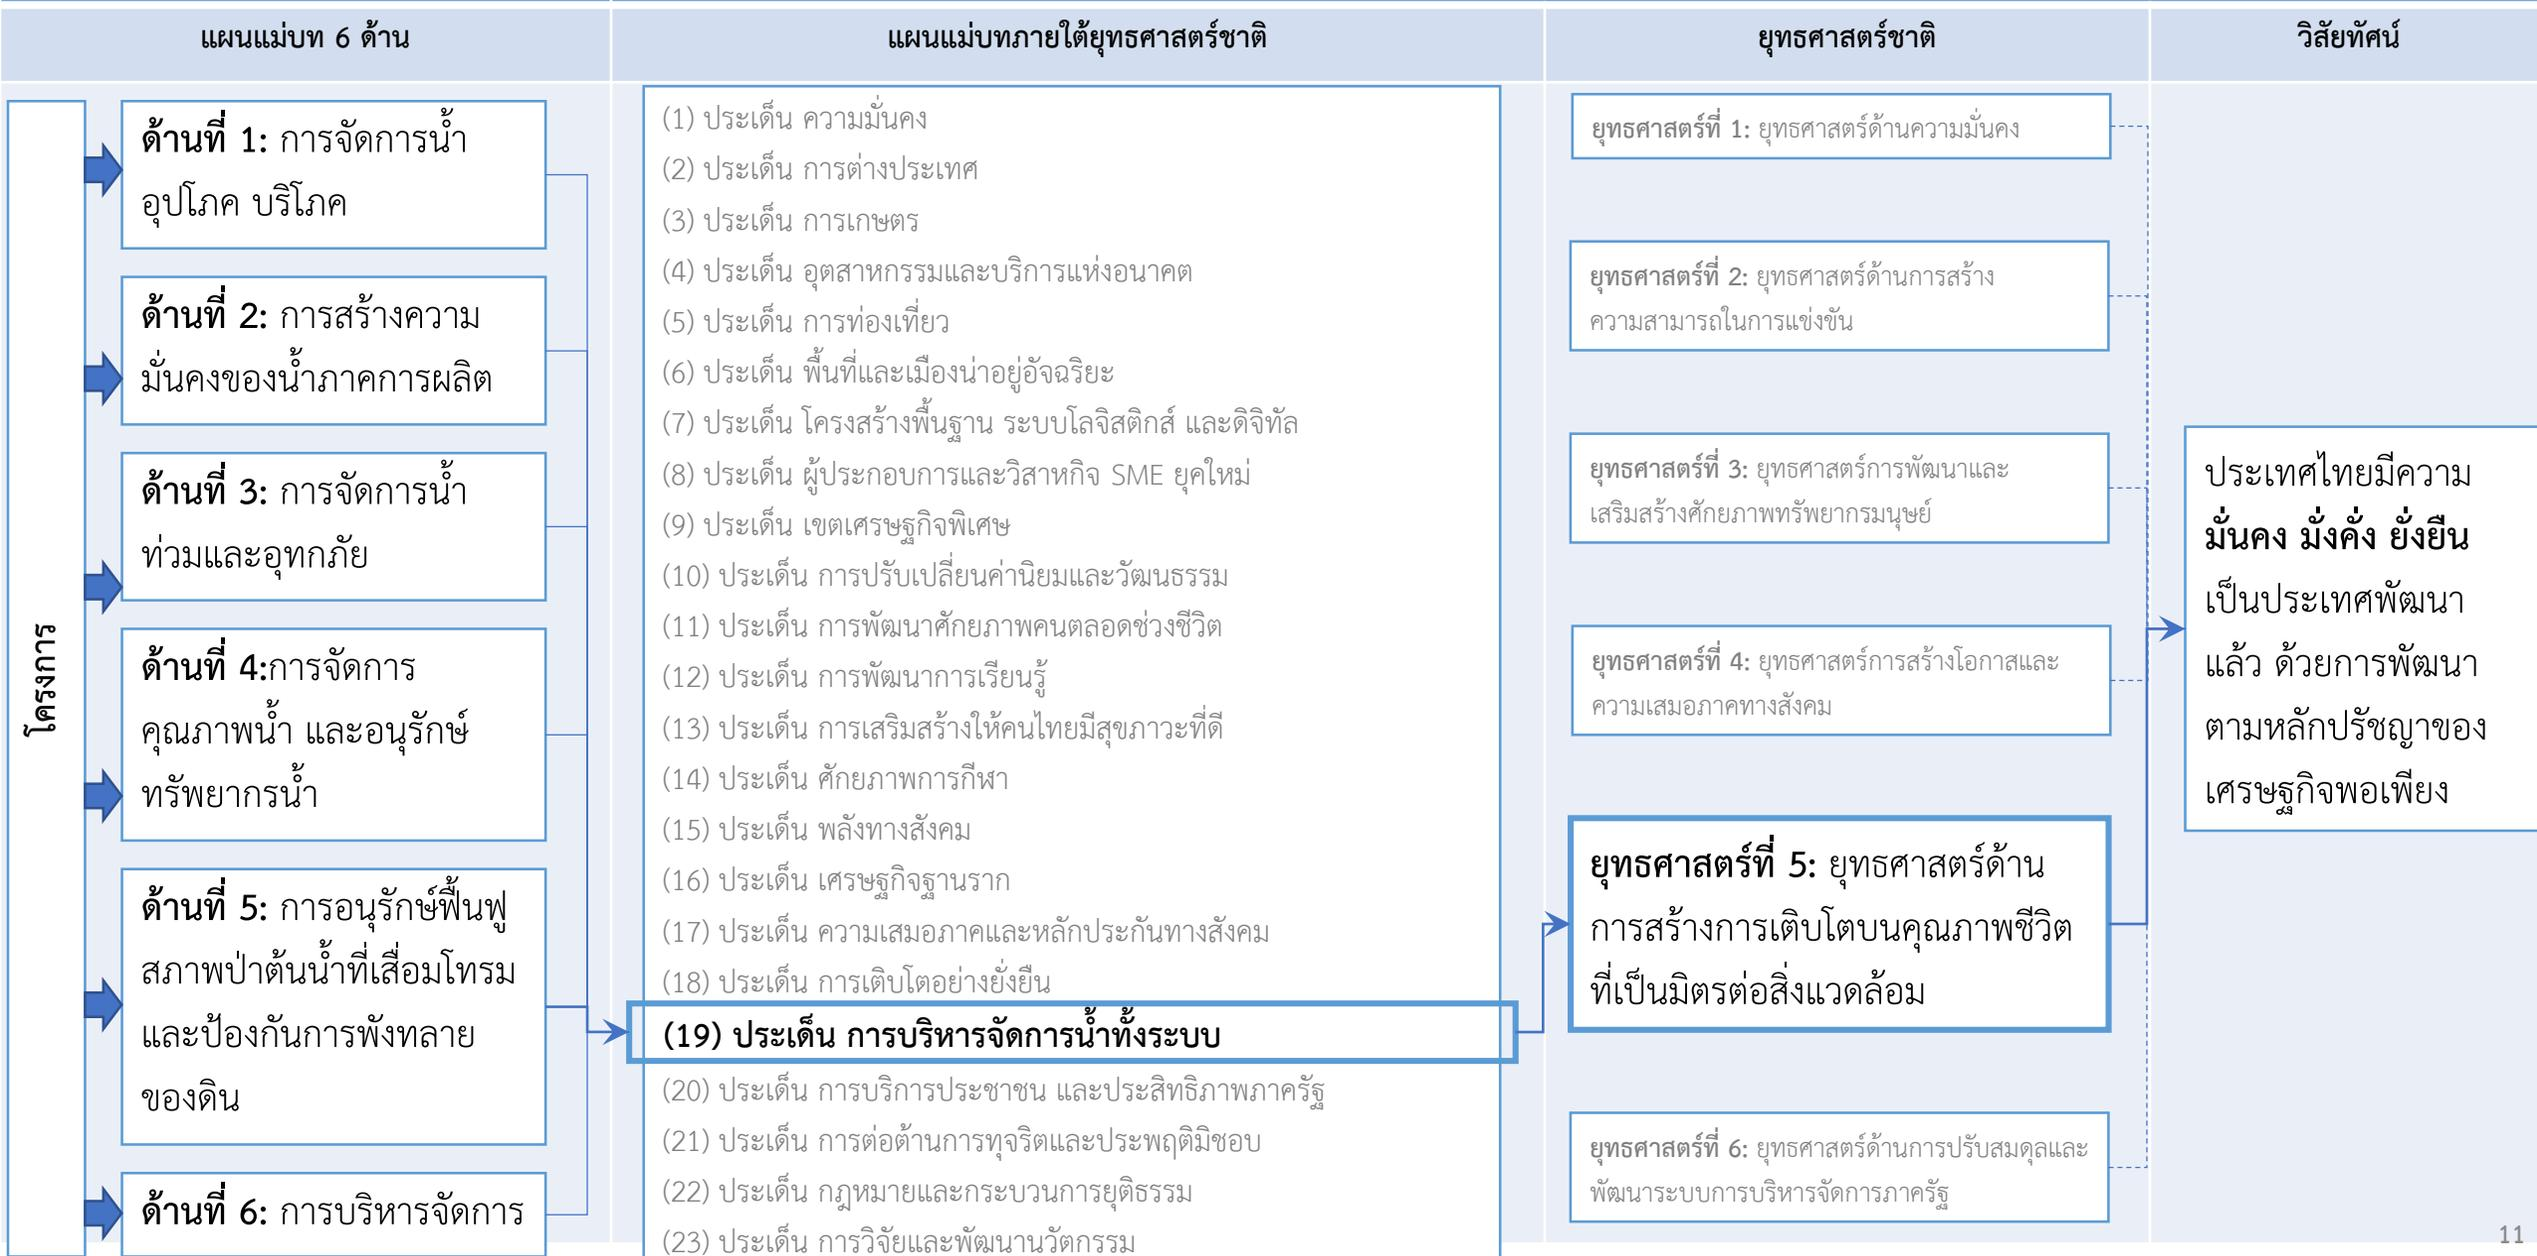 แผนแม่บท 6 ด้าน
แผนแม่บทภายใต้ยุทธศาสตร์ชาติ
ยุทธศาสตร์ชาติ
วิสัยทัศน์
โครงการ
ด้านที่ 1: การจัดการน้ำ
อุปโภค บริโภค
ด้านที่ 2: การสร้างความ
มั่นคงของน้ำภาคการผลิต
ด้านที่ 3: การจัดการน้ำ
ท่วมและอุทกภัย
ด้านที่ 4:การจัดการ
คุณภาพน้ำ และอนุรักษ์
ทรัพยากรน้ำ
ด้านที่ 5: การอนุรักษ์ฟื้นฟู
สภาพป่าต้นน้ำที่เสื่อมโทรม
และป้องกันการพังทลาย
ของดิน
ด้านที่ 6: การบริหารจัดการ
(1) ประเด็น ความมั่นคง
(2) ประเด็น การต่างประเทศ
(3) ประเด็น การเกษตร
(4) ประเด็น อุตสาหกรรมและบริการแห่งอนาคต
(5) ประเด็น การท่องเที่ยว
(6) ประเด็น พื้นที่และเมืองน่าอยู่อัจฉริยะ
(7) ประเด็น โครงสร้างพื้นฐาน ระบบโลจิสติกส์ และดิจิทัล
(8) ประเด็น ผู้ประกอบการและวิสาหกิจ SME ยุคใหม่
(9) ประเด็น เขตเศรษฐกิจพิเศษ
(10) ประเด็น การปรับเปลี่ยนค่านิยมและวัฒนธรรม
(11) ประเด็น การพัฒนาศักยภาพคนตลอดช่วงชีวิต
(12) ประเด็น การพัฒนาการเรียนรู้
(13) ประเด็น การเสริมสร้างให้คนไทยมีสุขภาวะที่ดี
(14) ประเด็น ศักยภาพการกีฬา
(15) ประเด็น พลังทางสังคม
(16) ประเด็น เศรษฐกิจฐานราก
(17) ประเด็น ความเสมอภาคและหลักประกันทางสังคม
(18) ประเด็น การเติบโตอย่างยั่งยืน
(19) ประเด็น การบริหารจัดการน้ำทั้งระบบ
(20) ประเด็น การบริการประชาชน และประสิทธิภาพภาครัฐ
(21) ประเด็น การต่อต้านการทุจริตและประพฤติมิชอบ
(22) ประเด็น กฎหมายและกระบวนการยุติธรรม
(23) ประเด็น การวิจัยและพัฒนานวัตกรรม
ยุทธศาสตร์ที่ 1: ยุทธศาสตร์ด้านความมั่นคง
ยุทธศาสตร์ที่ 2: ยุทธศาสตร์ด้านการสร้าง
ความสามารถในการแข่งขัน
ยุทธศาสตร์ที่ 3: ยุทธศาสตร์การพัฒนาและ
เสริมสร้างศักยภาพทรัพยากรมนุษย์
ยุทธศาสตร์ที่ 4: ยุทธศาสตร์การสร้างโอกาสและ
ความเสมอภาคทางสังคม
ยุทธศาสตร์ที่ 5: ยุทธศาสตร์ด้าน
การสร้างการเติบโตบนคุณภาพชีวิต
ที่เป็นมิตรต่อสิ่งแวดล้อม
ยุทธศาสตร์ที่ 6: ยุทธศาสตร์ด้านการปรับสมดุลและ
พัฒนาระบบการบริหารจัดการภาครัฐ
ประเทศไทยมีความ
มั่นคง มั่งคั่ง ยั่งยืน
เป็นประเทศพัฒนา
แล้ว ด้วยการพัฒนา
ตามหลักปรัชญาของ
เศรษฐกิจพอเพียง
11